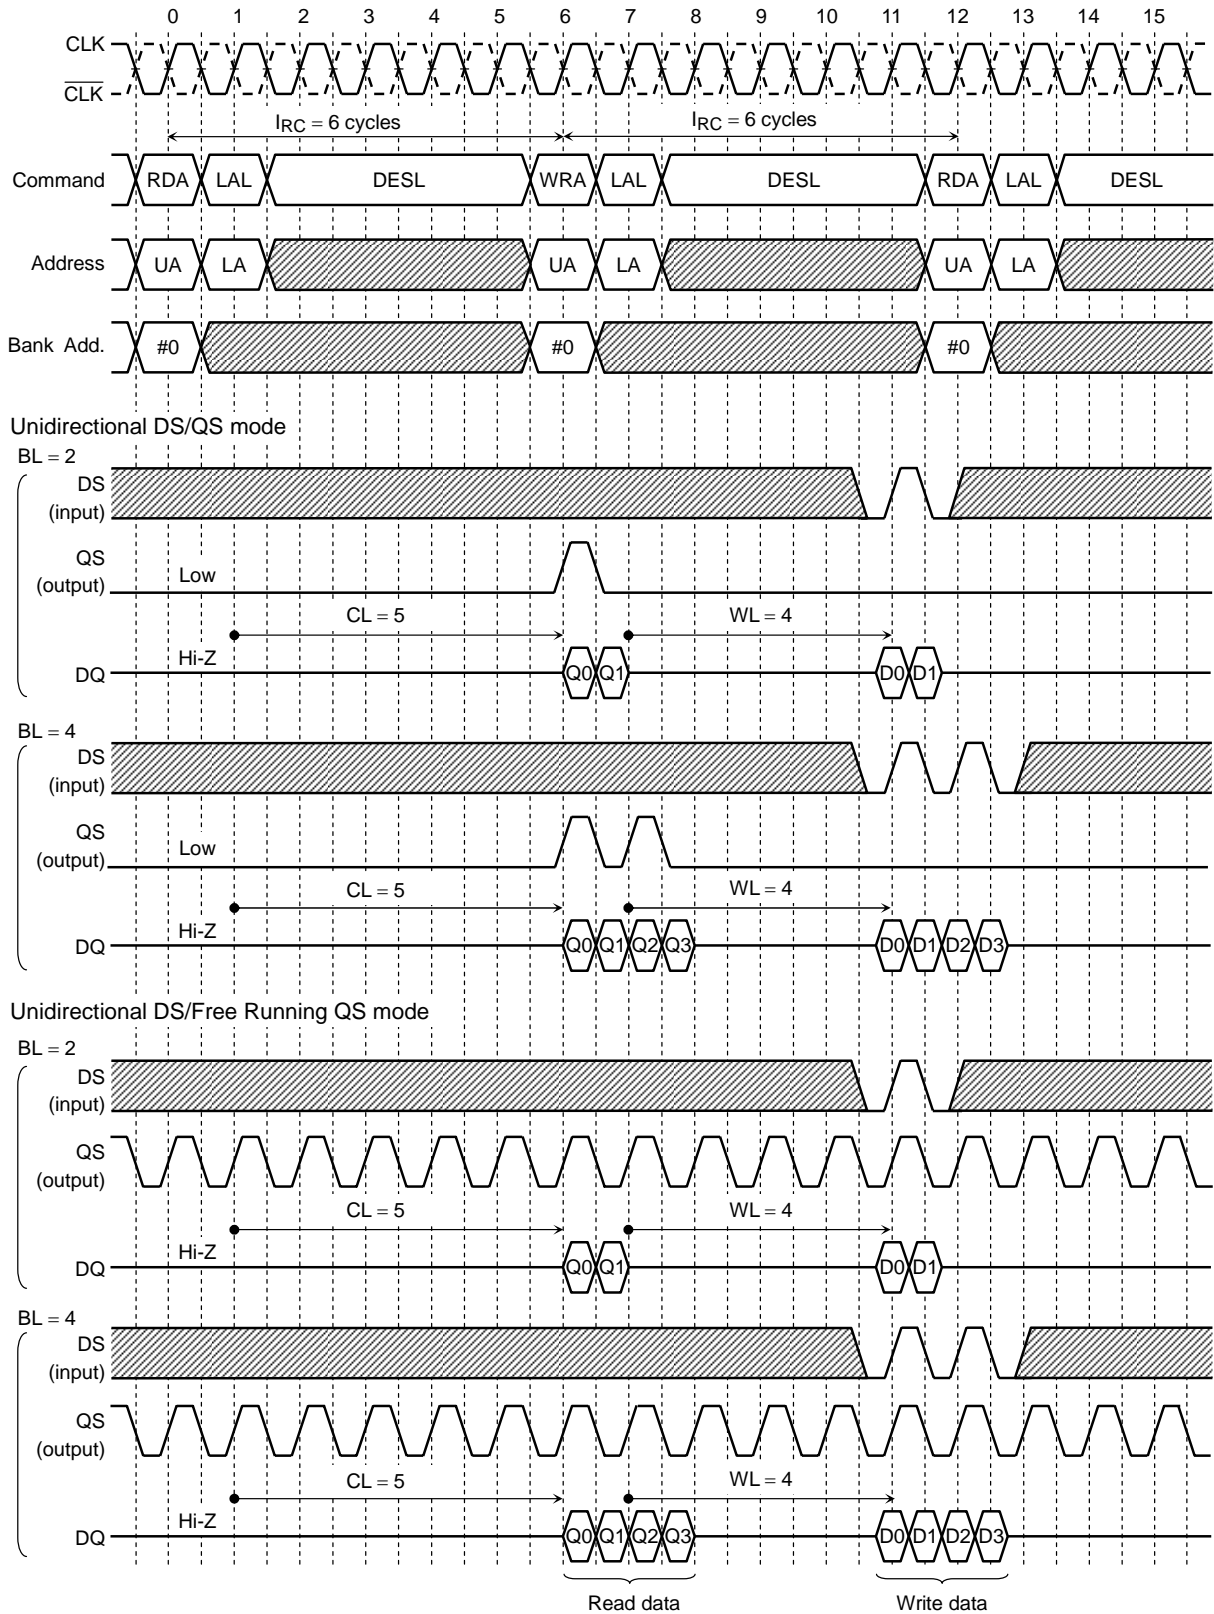 0 1 2 3 4 5 6 7 8 9 10 11 12 13 14 15
CLK
CLK
IRC = 6 cycles IRC = 6 cycles
Command RDA LAL DESL WRA LAL DESL RDA LAL DESL
Address UA LA UA LA UA LA
Bank Add. #0 #0 #0
Unidirectional DS/QS mode
BL = 2
DS
(input)
QS
(output) Low
CL = 5 WL = 4
Hi-Z
DQ Q0 Q1 D0 D1
BL = 4
DS
(input)
QS
(output) Low
CL = 5 WL = 4
Hi-Z
DQ Q0 Q1 Q2 Q3 D0 D1 D2 D3
Unidirectional DS/Free Running QS mode
BL = 2
DS
(input)
QS
(output)
CL = 5 WL = 4
Hi-Z
DQ Q0 Q1 D0 D1
BL = 4
DS
(input)
QS
(output)
CL = 5 WL = 4
Hi-Z
DQ Q0 Q1 Q2 Q3 D0 D1 D2 D3
Read data Write data